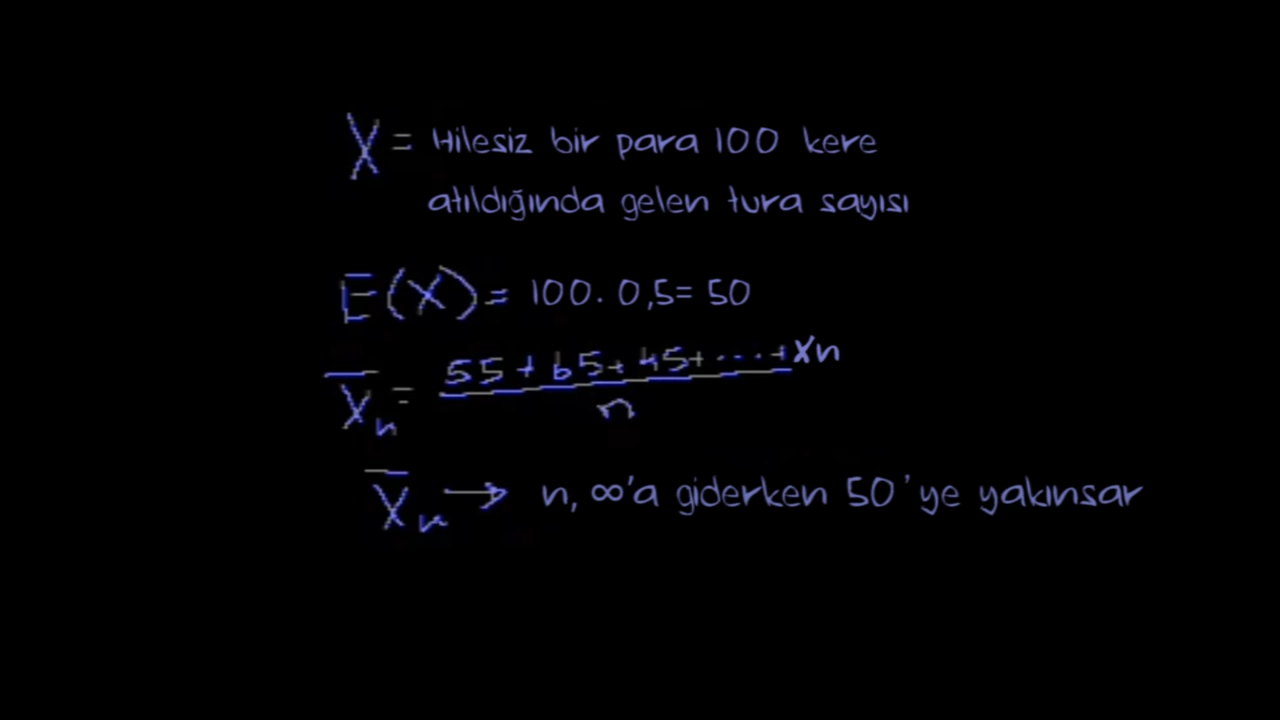 X = Hilesiz bir para 100 kere
atıldığında gelen tura sayısı
E(X) = 100. 0,5= 50
X̄n = 55 + 65 + 45 + .... + Xn
n
X̄n → n, ∞'a giderken 50'ye yakınsar